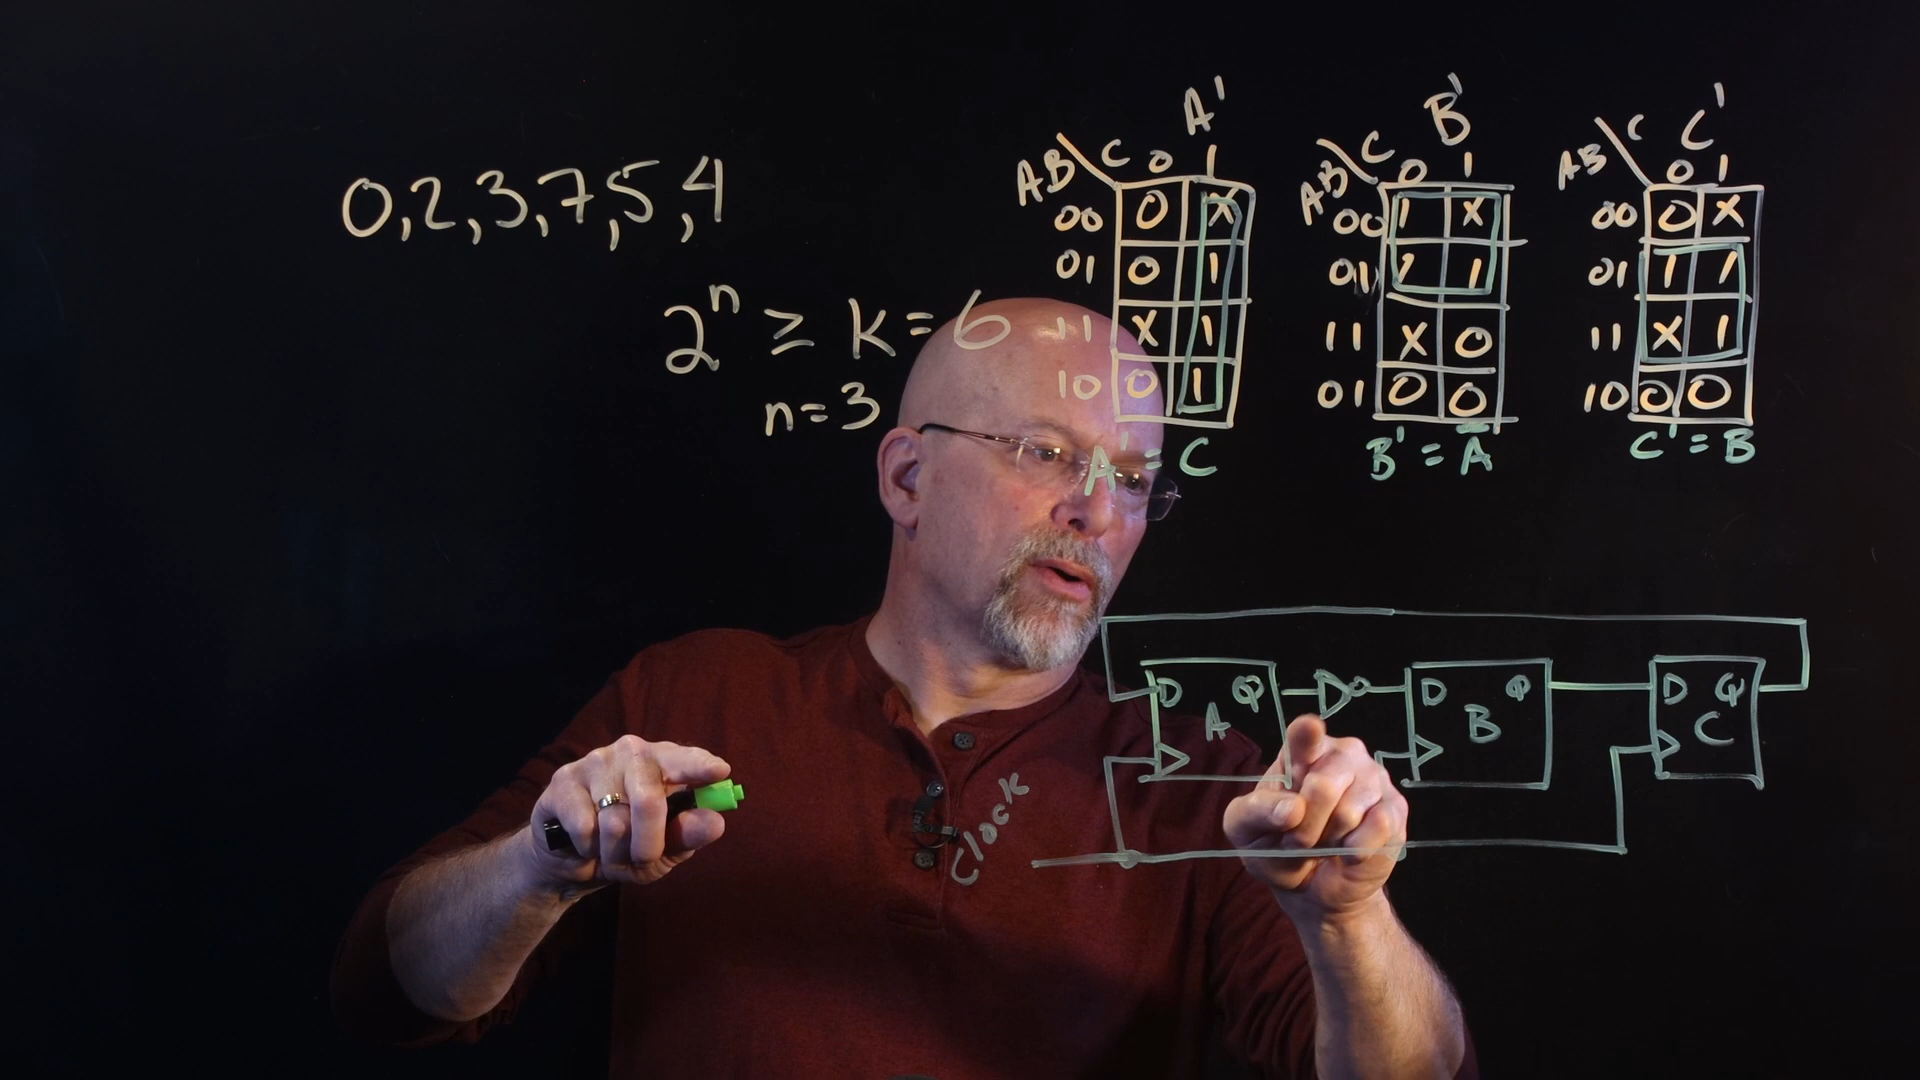 0,2,3,7,5,4
2ⁿ ≥ k=6
n=3
A'
AB\C 0 1
00 0 X
01 0 1
11 X 1
10 0 1
A' = C
B'
AB\C 0 1
00 1 X
01 1 1
11 X 0
01 0 0
B' = A̅
C'
AB\C 0 1
00 0 X
01 1 1
11 X 1
10 0 0
C' = B
D Q D Q D Q
A B C
Clock